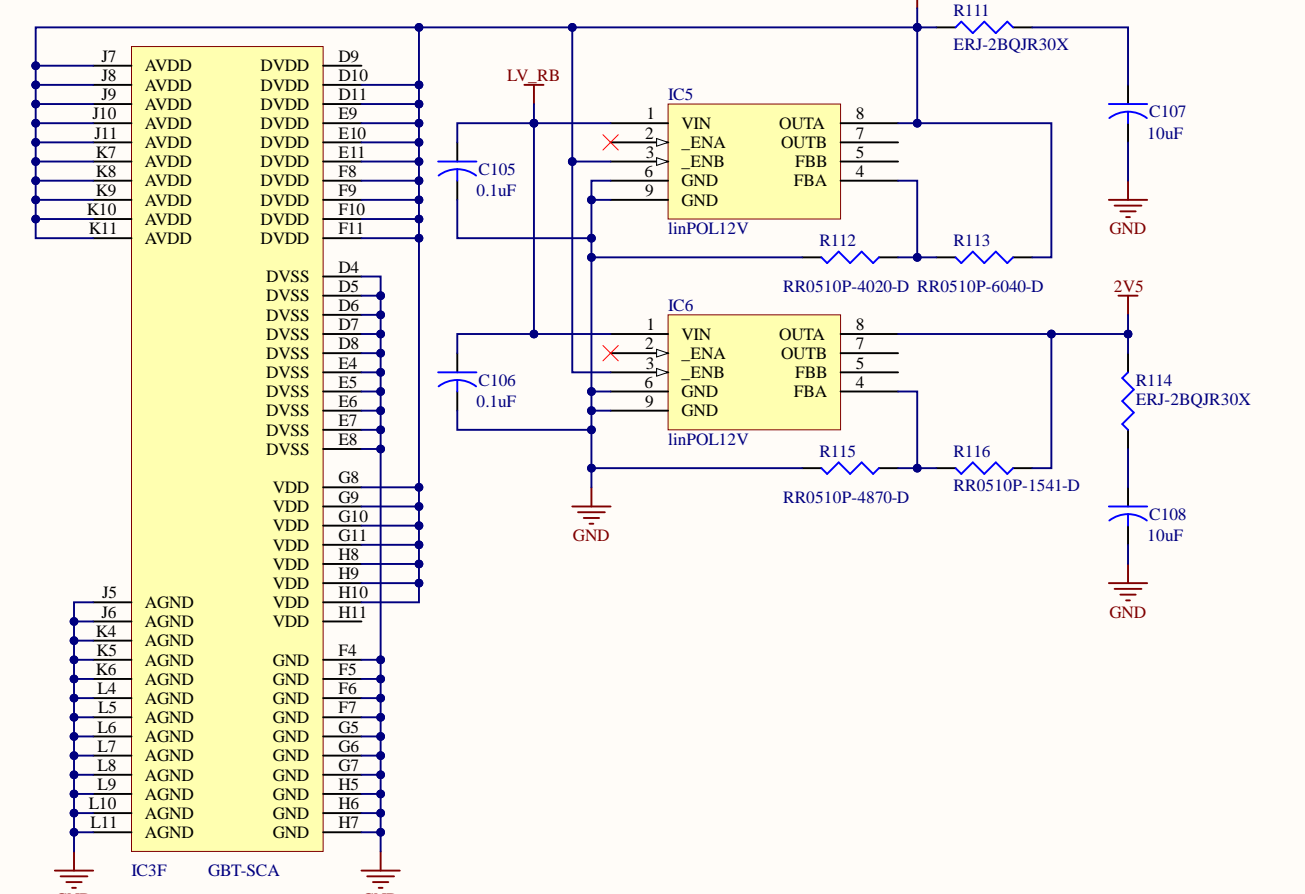 R111
ERJ-2BQJR30X
C107
10uF
GND
J7 AVDD DVDD D9
J8 AVDD DVDD D10
J9 AVDD DVDD D11
J10 AVDD DVDD E9
J11 AVDD DVDD E10
K7 AVDD DVDD E11
K8 AVDD DVDD F8
K9 AVDD DVDD F9
K10 AVDD DVDD F10
K11 AVDD DVDD F11
DVSS D4
DVSS D5
DVSS D6
DVSS D7
DVSS D8
DVSS E4
DVSS E5
DVSS E6
DVSS E7
DVSS E8
VDD G8
VDD G9
VDD G10
VDD G11
VDD H8
VDD H9
J5 AGND VDD H10
J6 AGND VDD H11
K4 AGND
K5 AGND GND F4
K6 AGND GND F5
L4 AGND GND F6
L5 AGND GND F7
L6 AGND GND G5
L7 AGND GND G6
L8 AGND GND G7
L9 AGND GND H5
L10 AGND GND H6
L11 AGND GND H7
IC3F GBT-SCA
LV_RB
C105
0.1uF
IC5
1 VIN OUTA 8
2 _ENA OUTB 7
3 _ENB FBB 5
6 GND FBA 4
9 GND
linPOL12V
R112 R113
RR0510P-4020-D RR0510P-6040-D
2V5
C106
0.1uF
IC6
1 VIN OUTA 8
2 _ENA OUTB 7
3 _ENB FBB 5
6 GND FBA 4
9 GND
linPOL12V
R114
ERJ-2BQJR30X
R115 R116
RR0510P-4870-D RR0510P-1541-D
GND
C108
10uF
GND